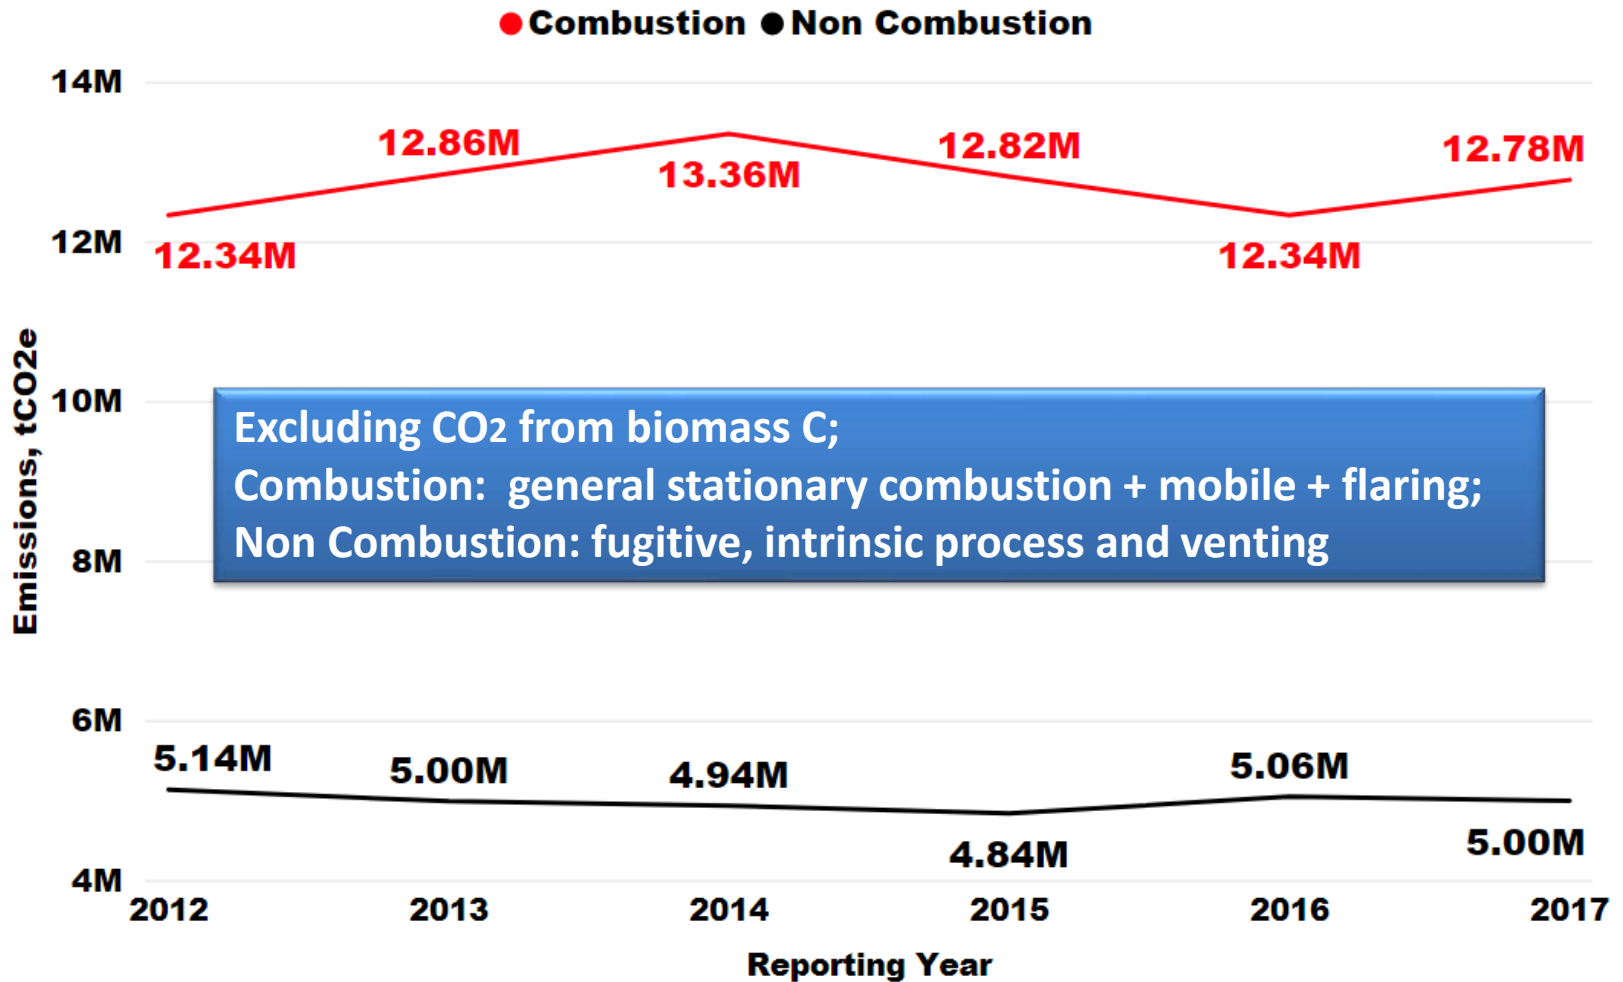 Combustion Non Combustion
14M
12.86M
12.82M
12.78M
13.36M
12M
12.34M
12.34M
Emissions, tCO2e
10M
Excluding CO2 from biomass C;
Combustion: general stationary combustion + mobile + flaring;
Non Combustion: fugitive, intrinsic process and venting
8M
6M
5.14M
5.00M
4.94M
5.06M
4.84M
5.00M
4M
2012 2013 2014 2015 2016 2017
Reporting Year